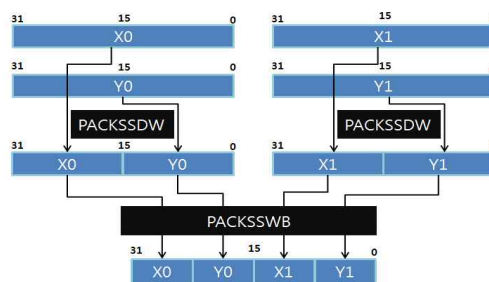 31 15 0 31 15
X0 X1
31 15 0 31 15
Y0 Y1
PACKSSDW PACKSSDW
31 15 0 31 15 0
X0 Y0 X1 Y1
PACKSSWB
31 15 0
X0 Y0 X1 Y1